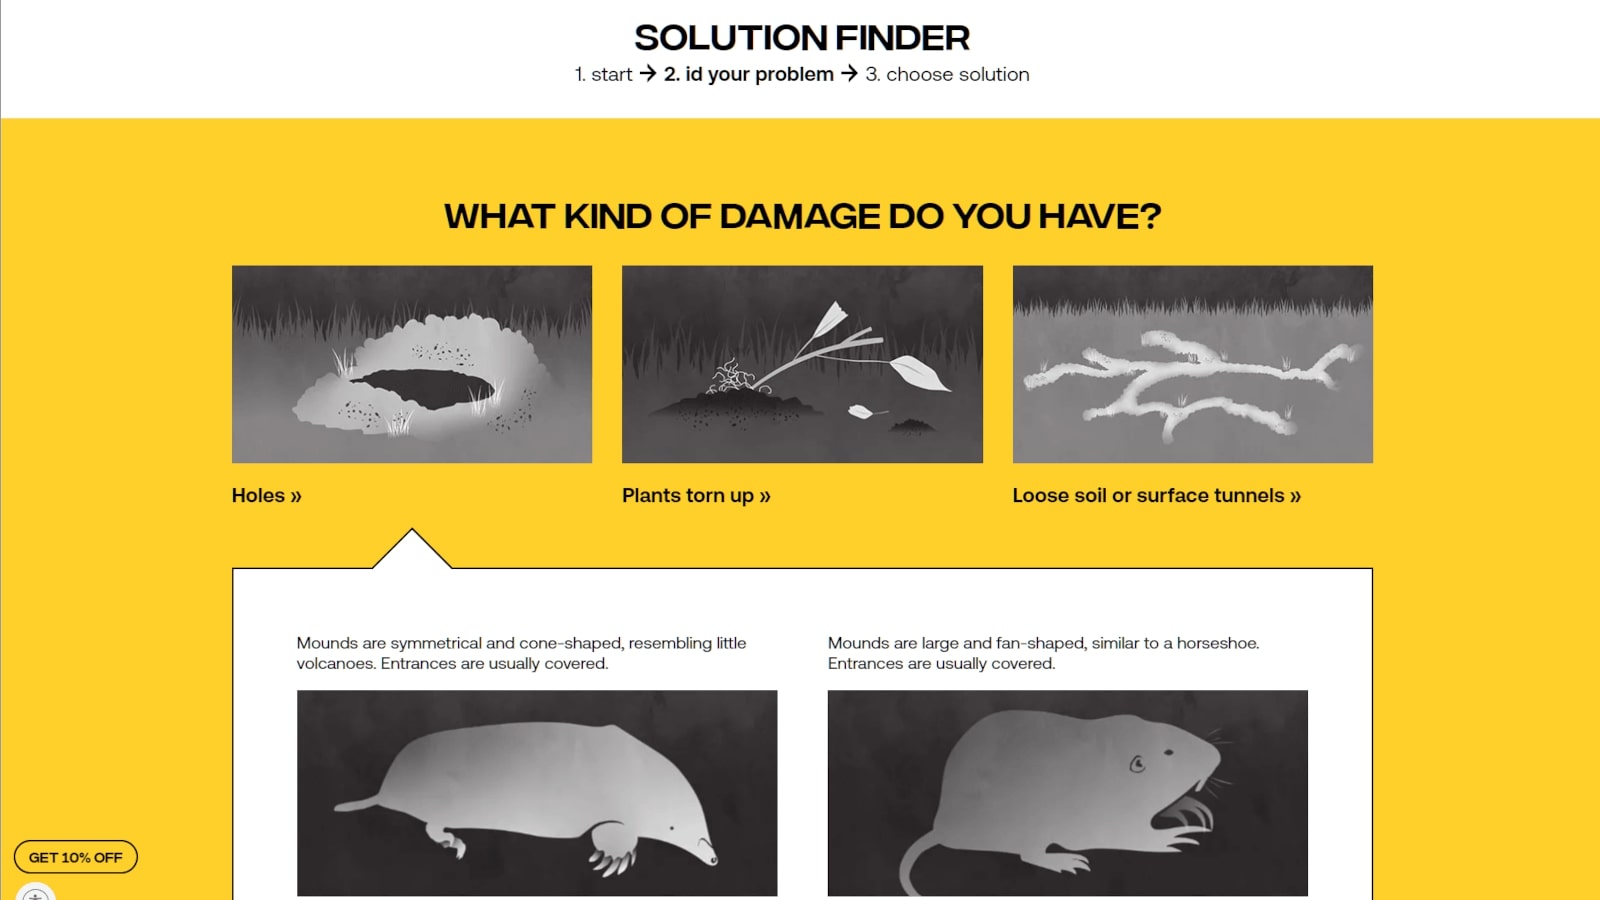 SOLUTION FINDER
1. start → 2. id your problem → 3. choose solution
WHAT KIND OF DAMAGE DO YOU HAVE?
Holes »
Plants torn up »
Loose soil or surface tunnels »
Mounds are symmetrical and cone-shaped, resembling little
volcanoes. Entrances are usually covered.
Mounds are large and fan-shaped, similar to a horseshoe.
Entrances are usually covered.
GET 10% OFF